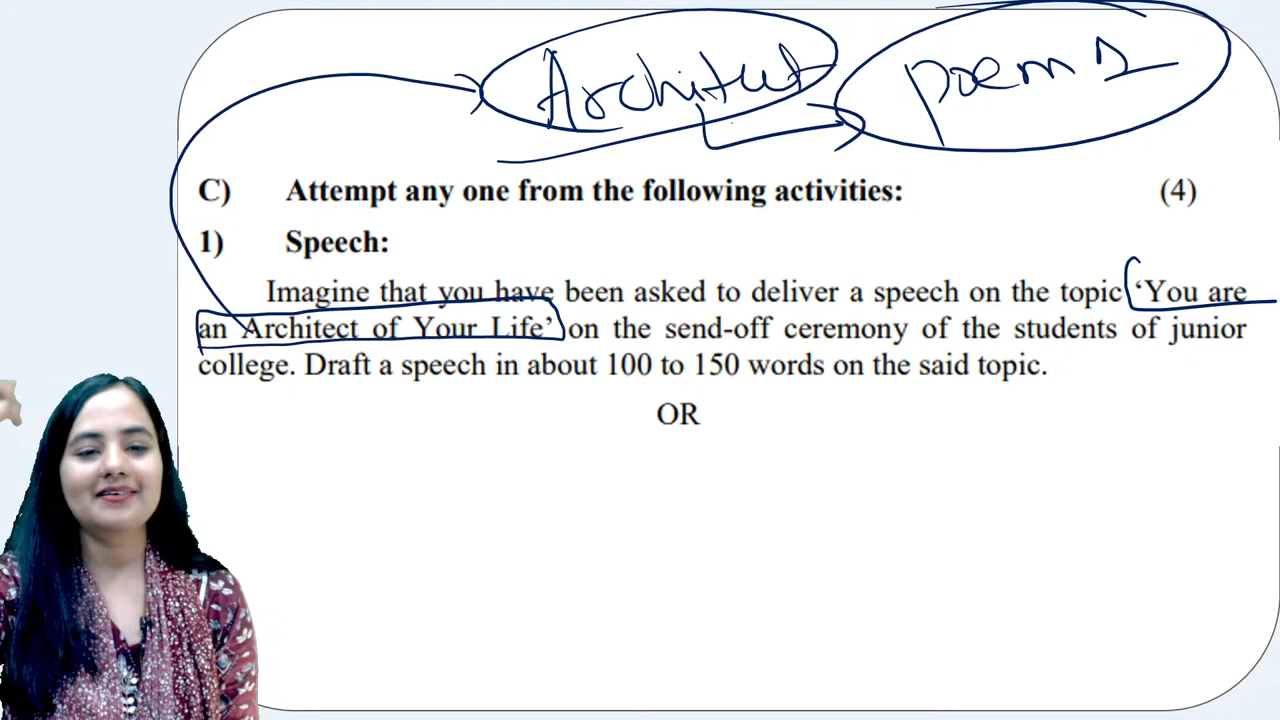 Architect poem 1
C) Attempt any one from the following activities: (4)
1) Speech:
Imagine that you have been asked to deliver a speech on the topic ‘You are
an Architect of Your Life’ on the send-off ceremony of the students of junior
college. Draft a speech in about 100 to 150 words on the said topic.
OR